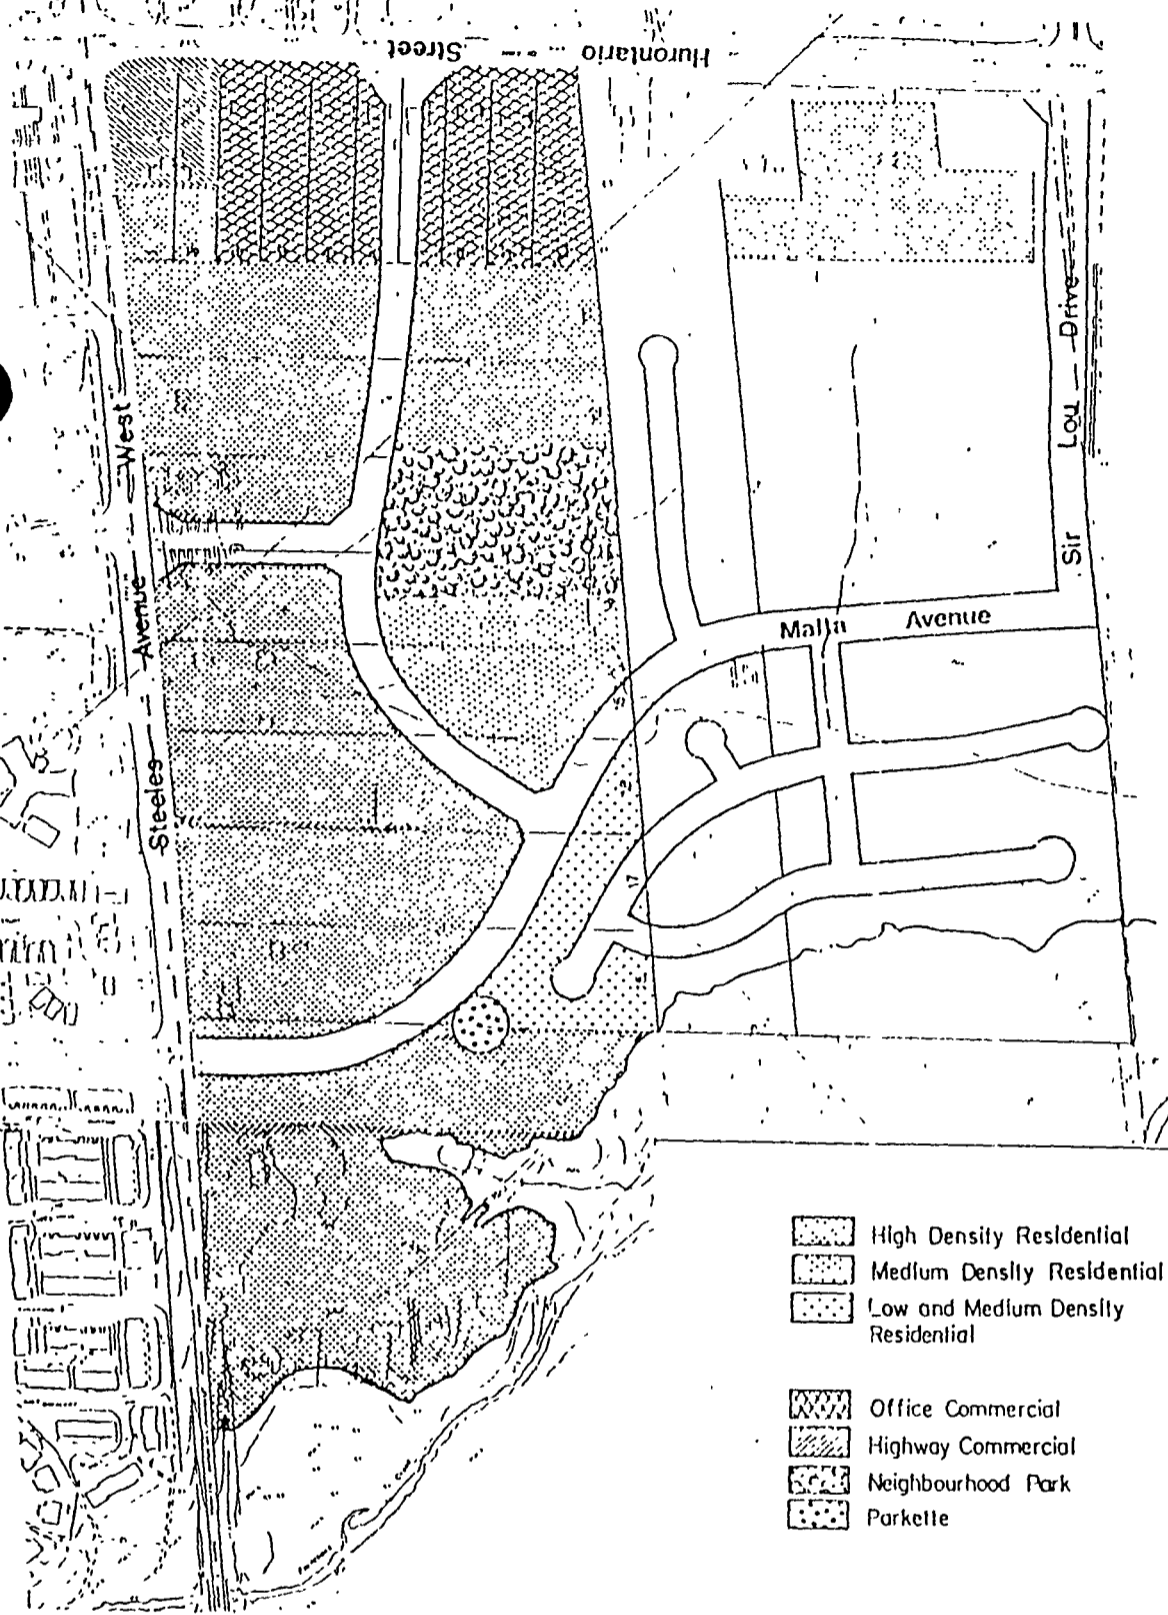 Hurontario Street
Steeles Avenue West
Sir Lou Drive
Malta Avenue
17
High Density Residential
Medium Density Residential
Low and Medium Density
Residential
Office Commercial
Highway Commercial
Neighbourhood Park
Parkette